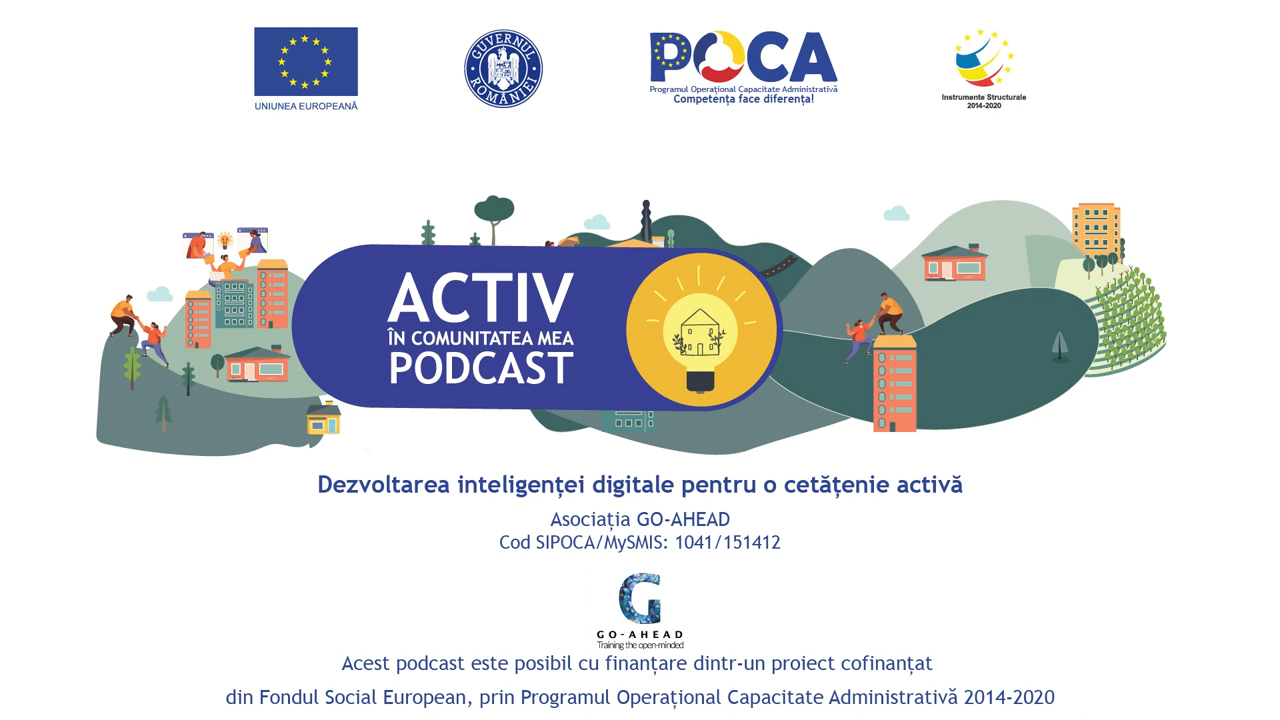 UNIUNEA EUROPEANĂ
GUVERNUL ROMÂNIEI
POCA
Programul Operațional Capacitate Administrativă
Competența face diferența!
Instrumente Structurale
2014-2020
ACTIV
ÎN COMUNITATEA MEA
PODCAST
Dezvoltarea inteligenței digitale pentru o cetățenie activă
Asociația GO-AHEAD
Cod SIPOCA/MySMIS: 1041/151412
G
GO-AHEAD
Training the open-minded
Acest podcast este posibil cu finanțare dintr-un proiect cofinanțat
din Fondul Social European, prin Programul Operațional Capacitate Administrativă 2014-2020